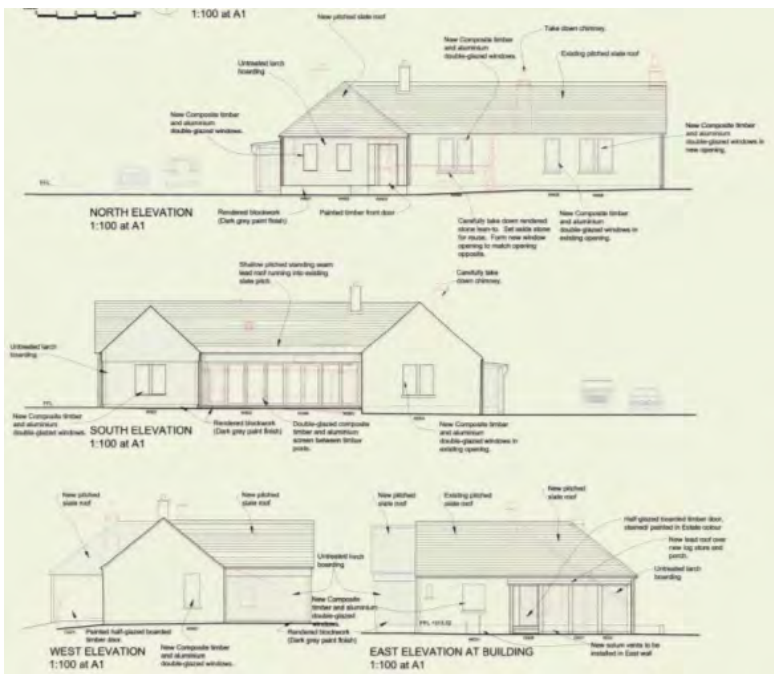 1:100 at A1
New pitched slate roof
Take down chimney.
New Composite timber
and aluminium
double-glazed windows.
Existing pitched slate roof
Untreated larch
boarding
New Composite timber
and aluminium
double-glazed windows.
New Composite timber
and aluminium
double-glazed windows in
new opening.
FFL
NORTH ELEVATION
1:100 at A1
Rendered blockwork
(Dark grey paint finish)
Painted timber front door
Carefully take down rendered
stone lean-to. Set aside stone
for reuse. Form new window
opening to match opening
opposite.
New Composite timber
and aluminium
double-glazed windows in
existing opening.
Shallow pitched standing seam
lead roof running into existing
slate pitch
Carefully take
down chimney.
Untreated larch
boarding
FFL
New Composite timber
and aluminium
double-glazed windows.
SOUTH ELEVATION
1:100 at A1
Rendered blockwork
(Dark grey paint finish)
Double-glazed composite
timber and aluminium
screen between timber
posts.
New Composite timber
and aluminium
double-glazed windows in
existing opening.
New pitched
slate roof
New pitched
slate roof
New pitched
slate roof
Existing pitched
slate roof
New pitched
slate roof
Half-glazed boarded timber door,
stained/ painted in Estate colour
New lead roof over
new log store and
porch.
Untreated larch
boarding
Untreated larch
boarding
New Composite
timber and aluminium
double-glazed
windows.
Rendered blockwork
(Dark grey paint finish)
Painted half-glazed boarded
timber door.
WEST ELEVATION
1:100 at A1
New Composite timber
and aluminium
double-glazed windows.
EAST ELEVATION AT BUILDING
1:100 at A1
vents to be
installed in East wall